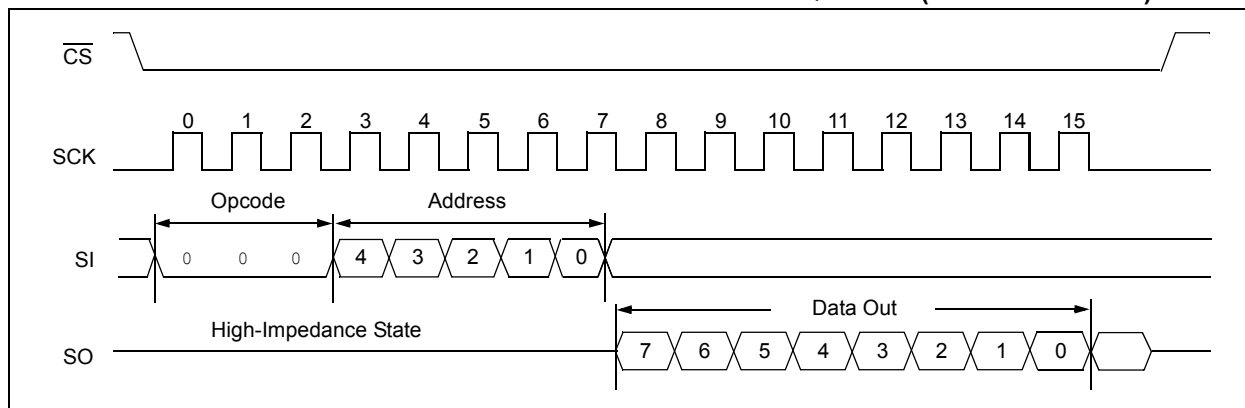 CS
0 1 2 3 4 5 6 7 8 9 10 11 12 13 14 15
SCK
Opcode Address
SI 0 0 0 4 3 2 1 0
Data Out
High-Impedance State
SO 7 6 5 4 3 2 1 0